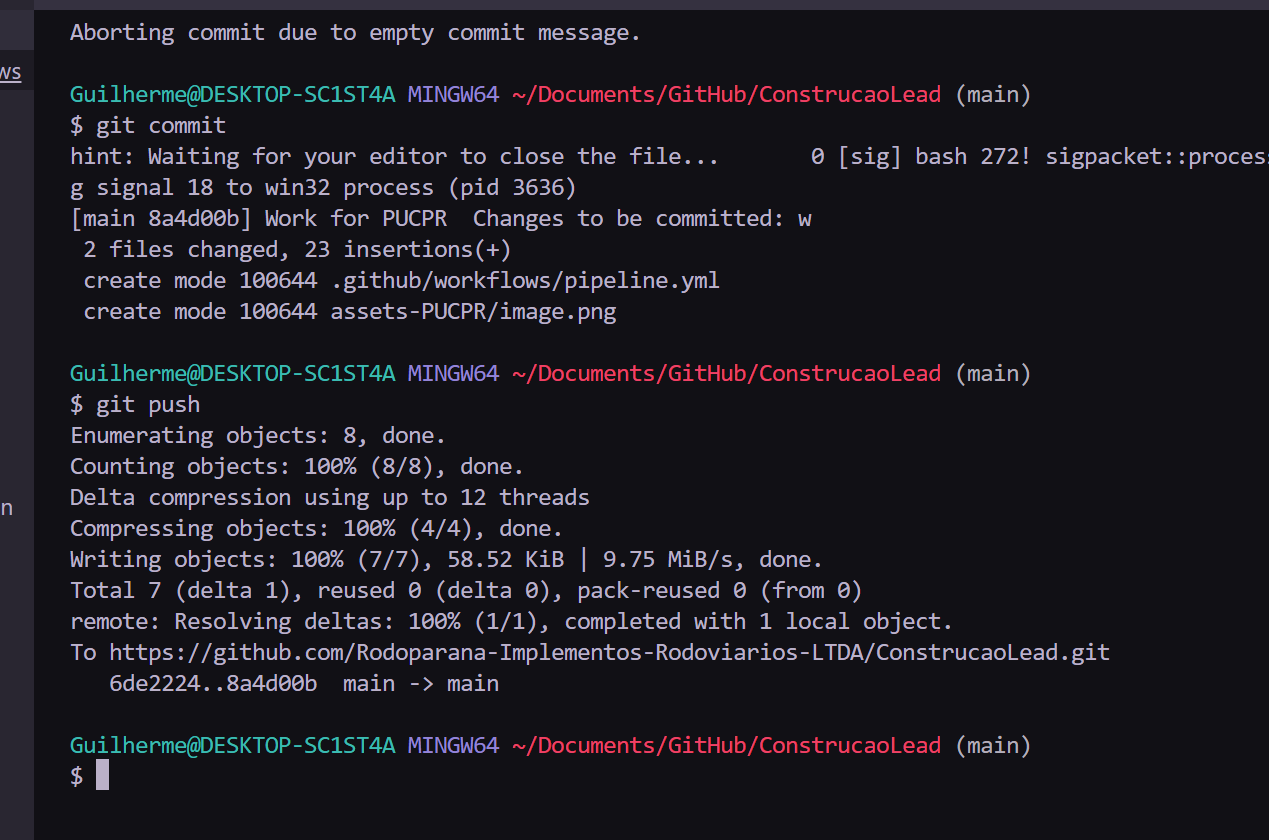 Aborting commit due to empty commit message.
ws
Guilherme@DESKTOP-SC1ST4A MINGW64 ~/Documents/GitHub/ConstrucaoLead (main)
$ git commit
hint: Waiting for your editor to close the file...       0 [sig] bash 272! sigpacket::proces
g signal 18 to win32 process (pid 3636)
[main 8a4d00b] Work for PUCPR  Changes to be committed: w
 2 files changed, 23 insertions(+)
 create mode 100644 .github/workflows/pipeline.yml
 create mode 100644 assets-PUCPR/image.png
Guilherme@DESKTOP-SC1ST4A MINGW64 ~/Documents/GitHub/ConstrucaoLead (main)
$ git push
Enumerating objects: 8, done.
Counting objects: 100% (8/8), done.
Delta compression using up to 12 threads
n
Compressing objects: 100% (4/4), done.
Writing objects: 100% (7/7), 58.52 KiB | 9.75 MiB/s, done.
Total 7 (delta 1), reused 0 (delta 0), pack-reused 0 (from 0)
remote: Resolving deltas: 100% (1/1), completed with 1 local object.
To https://github.com/Rodoparana-Implementos-Rodoviarios-LTDA/ConstrucaoLead.git
   6de2224..8a4d00b  main -> main
Guilherme@DESKTOP-SC1ST4A MINGW64 ~/Documents/GitHub/ConstrucaoLead (main)
$